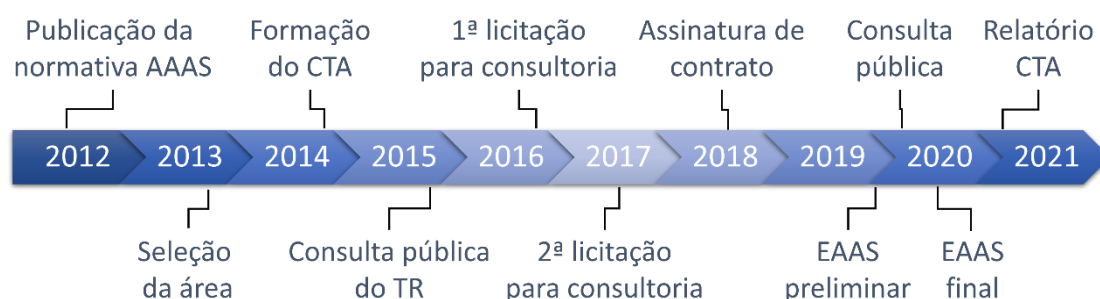 Publicação da
normativa AAAS
Formação
do CTA
1ª licitação
para consultoria
Assinatura de
contrato
Consulta
pública
Relatório
CTA
2012
2013
2014
2015
2016
2017
2018
2019
2020
2021
Seleção
da área
Consulta pública
do TR
2ª licitação
para consultoria
EAAS
preliminar
EAAS
final